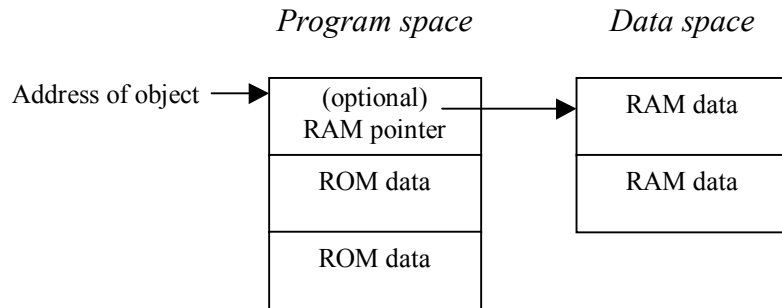 Program space
Data space
Address of object
(optional)
RAM pointer
RAM data
ROM data
RAM data
ROM data